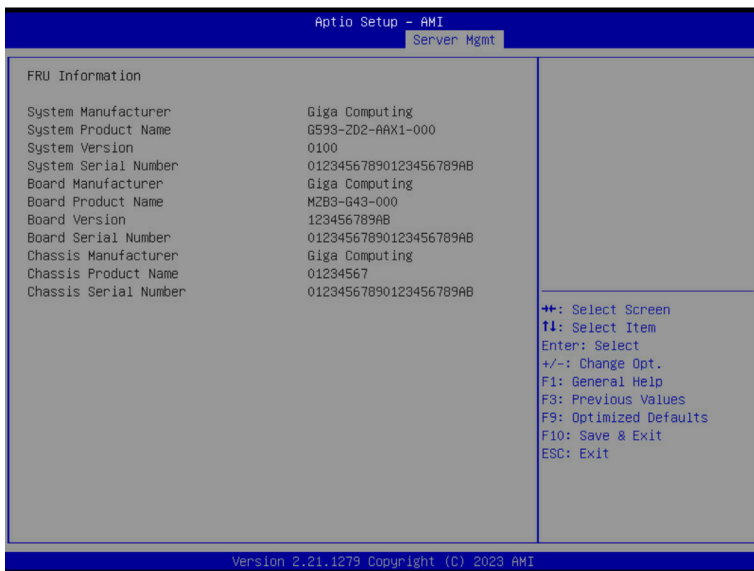 Aptio Setup - AMI
Server Mgmt
FRU Information
System Manufacturer Giga Computing
System Product Name G593-ZD2-AAX1-000
System Version 0100
System Serial Number 01234567890123456789AB
Board Manufacturer Giga Computing
Board Product Name MZB3-G43-000
Board Version 123456789AB
Board Serial Number 01234567890123456789AB
Chassis Manufacturer Giga Computing
Chassis Product Name 01234567
Chassis Serial Number 01234567890123456789AB
→←: Select Screen
↑↓: Select Item
Enter: Select
+/-: Change Opt.
F1: General Help
F3: Previous Values
F9: Optimized Defaults
F10: Save & Exit
ESC: Exit
Version 2.21.1279 Copyright (C) 2023 AMI